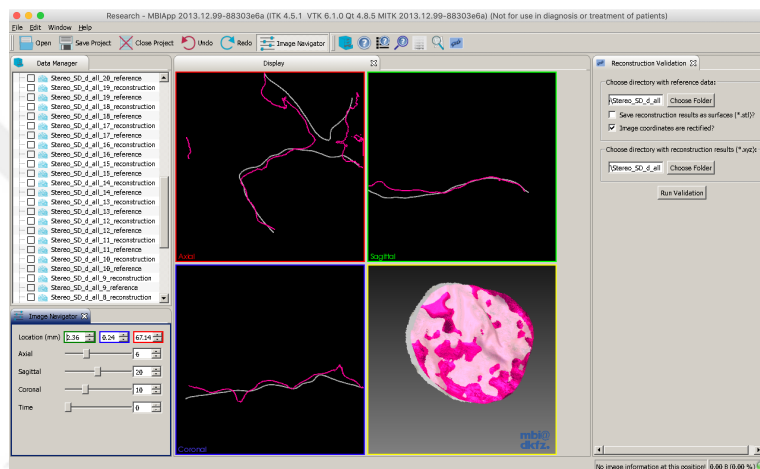 Research - MBIApp 2013.12.99-88303e6a (ITK 4.5.1 VTK 6.1.0 Qt 4.8.5 MITK 2013.12.99-88303e6a) (Not for use in diagnosis or treatment of patients)
File Edit Window Help
Open Save Project Close Project Undo Redo Image Navigator
Data Manager
Stereo_SD_d_all_20_reference
Stereo_SD_d_all_19_reconstruction
Stereo_SD_d_all_19_reference
Stereo_SD_d_all_18_reconstruction
Stereo_SD_d_all_18_reference
Stereo_SD_d_all_17_reconstruction
Stereo_SD_d_all_17_reference
Stereo_SD_d_all_16_reconstruction
Stereo_SD_d_all_16_reference
Stereo_SD_d_all_15_reconstruction
Stereo_SD_d_all_15_reference
Stereo_SD_d_all_14_reconstruction
Stereo_SD_d_all_14_reference
Stereo_SD_d_all_13_reconstruction
Stereo_SD_d_all_13_reference
Stereo_SD_d_all_12_reconstruction
Stereo_SD_d_all_12_reference
Stereo_SD_d_all_11_reconstruction
Stereo_SD_d_all_11_reference
Stereo_SD_d_all_10_reconstruction
Stereo_SD_d_all_10_reference
Stereo_SD_d_all_9_reconstruction
Stereo_SD_d_all_9_reference
Stereo_SD_d_all_8_reconstruction
Image Navigator
Location (mm) 2.36 0.24 67.14
Axial 6
Sagittal 20
Coronal 10
Time 0
Display
Axial
Sagittal
Coronal
mbi@
dkfz.
Reconstruction Validation
Choose directory with reference data:
\Stereo_SD_d_all Choose Folder
Save reconstruction results as surfaces (*.stl)?
Image coordinates are rectified?
Choose directory with reconstruction results (*.xyz):
\Stereo_SD_d_all Choose Folder
Run Validation
No image information at this position! 0.00 B (0.00 %)